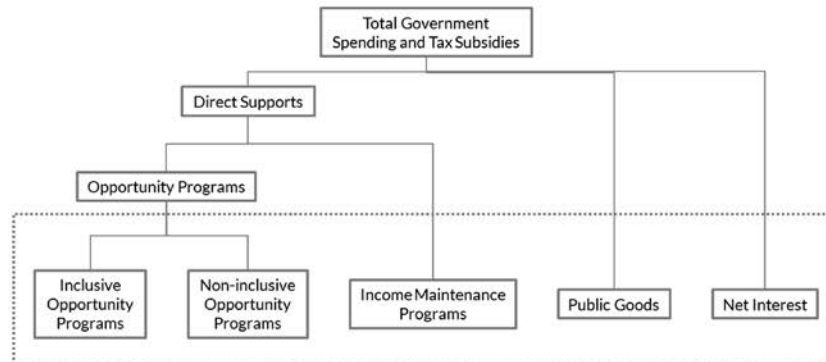 Total Government
Spending and Tax Subsidies
Direct Supports
Opportunity Programs
Inclusive
Opportunity
Programs
Non-inclusive
Opportunity
Programs
Income Maintenance
Programs
Public Goods
Net Interest